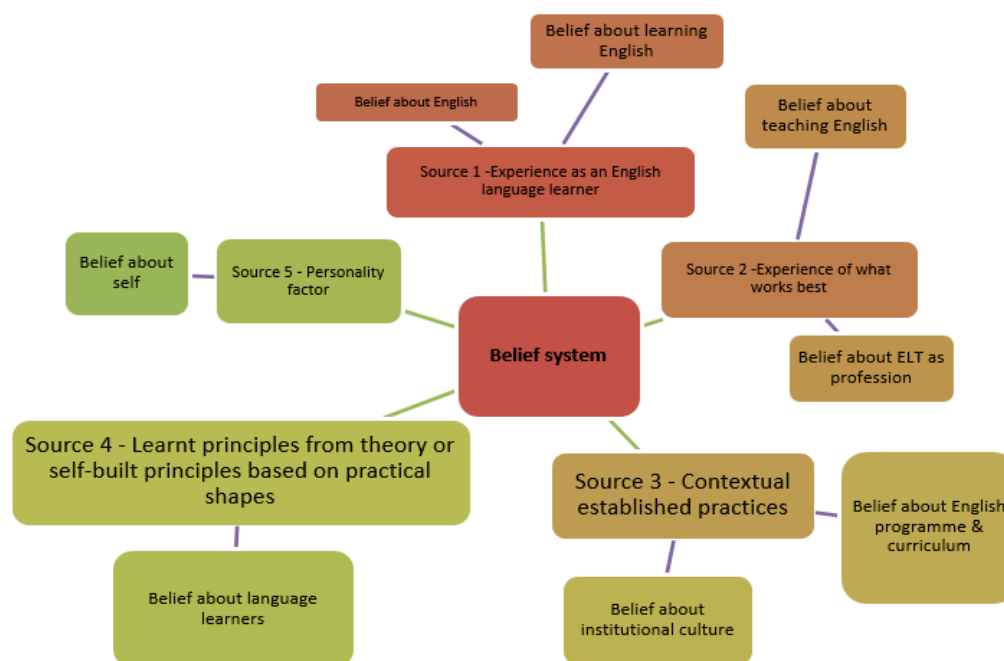 Belief about learning
English
Belief about English
Belief about
teaching English
Source 1 -Experience as an English
language learner
Belief about
self
Source 5 - Personality
factor
Source 2 -Experience of what
works best
Belief system
Belief about ELT as
profession
Source 4 - Learnt principles from theory or
self-built principles based on practical
shapes
Source 3 - Contextual
established practices
Belief about English
programme &
curriculum
Belief about language
learners
Belief about
institutional culture